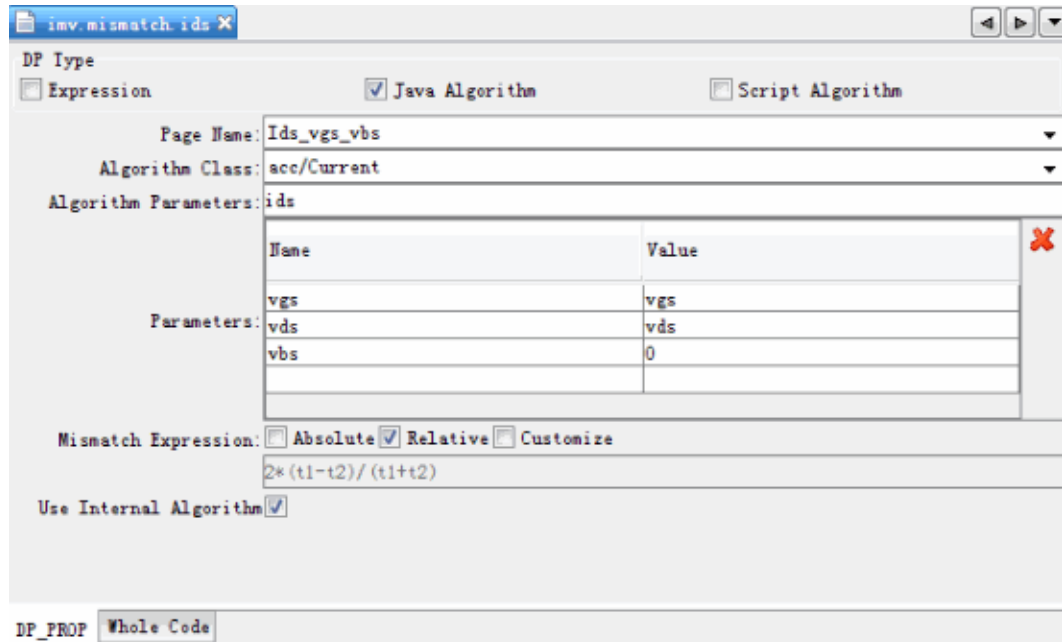 imv.mismatch.ids
DP Type
Expression Java Algorithm Script Algorithm
Page Name: Ids_vgs_vbs
Algorithm Class: acc/Current
Algorithm Parameters: ids
Name Value
vgs vgs
Parameters: vds vds
vbs 0
Mismatch Expression: Absolute Relative Customize
2*(t1-t2)/(t1+t2)
Use Internal Algorithm
DP_PROP Whole Code